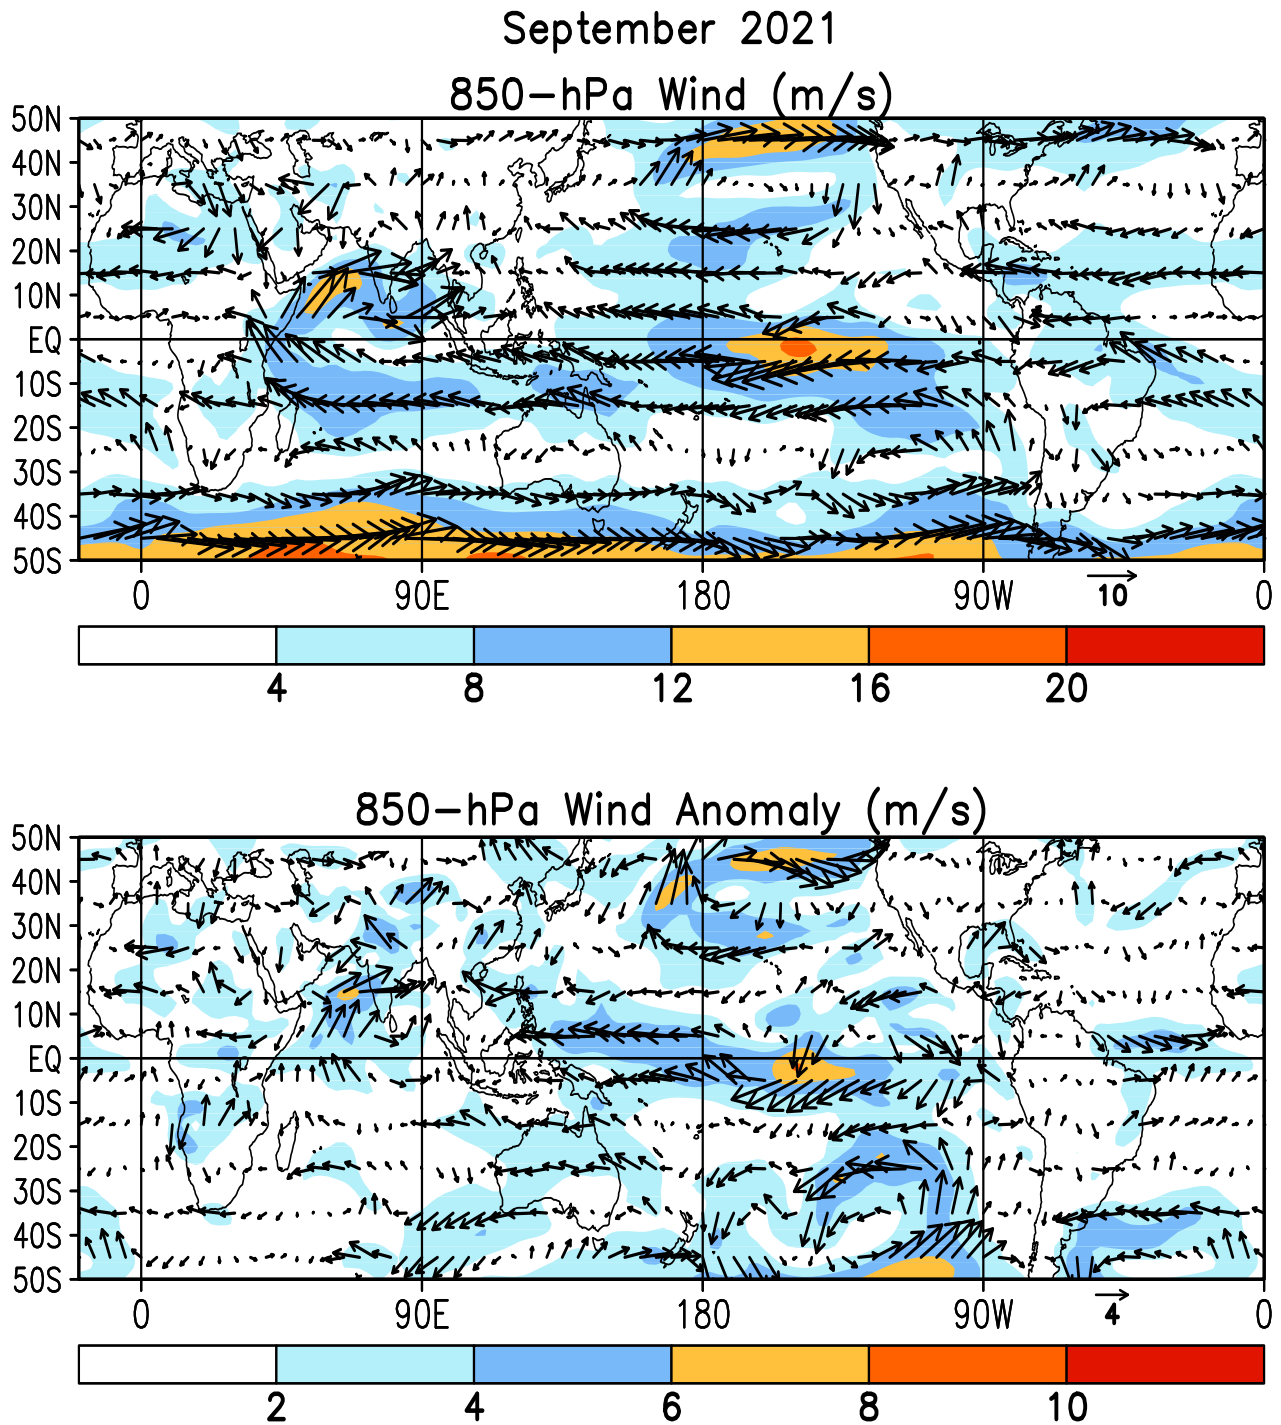 September 2021
850-hPa Wind (m/s)
50N
40N
30N
20N
10N
EQ
10S
20S
30S
40S
50S
0 90E 180 90W 0
10
4 8 12 16 20
850-hPa Wind Anomaly (m/s)
50N
40N
30N
20N
10N
EQ
10S
20S
30S
40S
50S
0 90E 180 90W 0
4
2 4 6 8 10